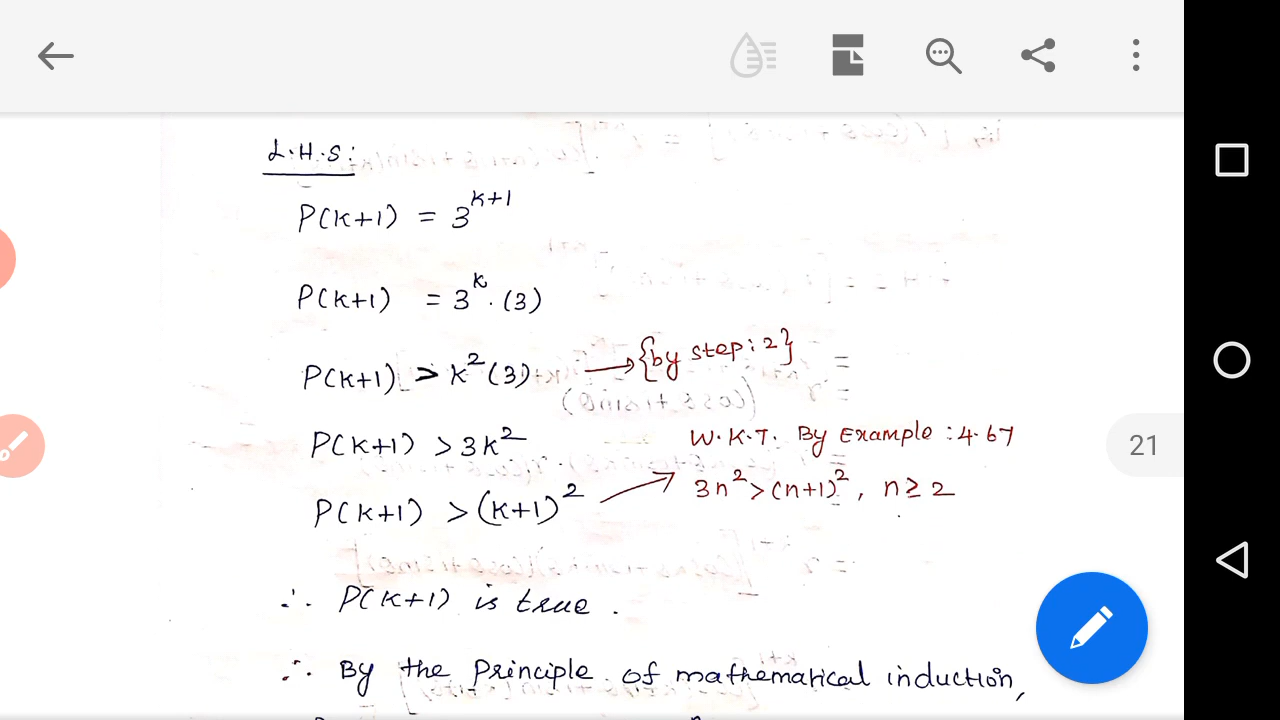 L.H.S:
P(k+1) = 3^{k+1}
P(k+1) = 3^k . (3)
P(k+1) > k^2 (3) → {by step: 2}
P(k+1) > 3k^2
W.K.T. By Example : 4.67
P(k+1) > (k+1)^2 → 3n^2 > (n+1)^2, n ≥ 2
21
∴ P(k+1) is true .
∴ By the Principle of mathematical induction,